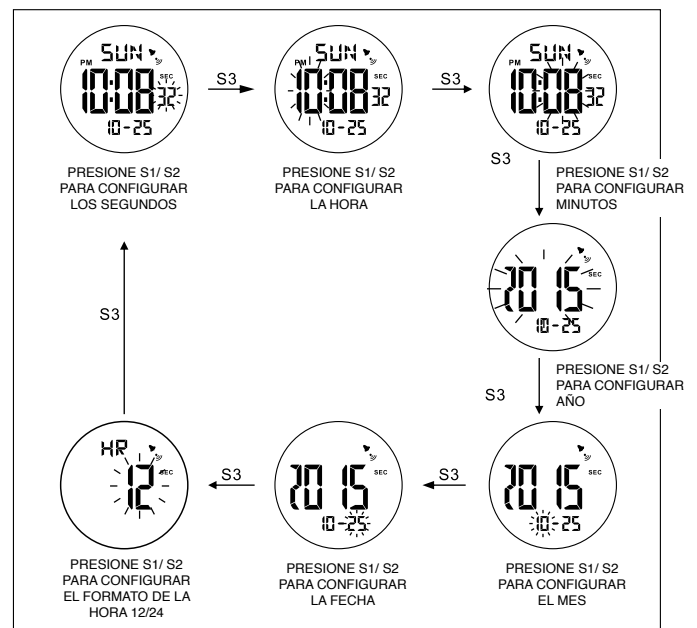 SUN
PM
10:08
SEC
32
10-25
PRESIONE S1/ S2
PARA CONFIGURAR
LOS SEGUNDOS
S3
SUN
PM
10:08
SEC
32
10-25
PRESIONE S1/ S2
PARA CONFIGURAR
LA HORA
S3
SUN
PM
10:08
SEC
32
10-25
S3
PRESIONE S1/ S2
PARA CONFIGURAR
MINUTOS
2015
SEC
10-25
S3
PRESIONE S1/ S2
PARA CONFIGURAR
AÑO
2015
SEC
10-25
PRESIONE S1/ S2
PARA CONFIGURAR
EL MES
S3
2015
SEC
10-25
PRESIONE S1/ S2
PARA CONFIGURAR
LA FECHA
S3
HR
12
SEC
PRESIONE S1/ S2
PARA CONFIGURAR
EL FORMATO DE LA
HORA 12/24
S3